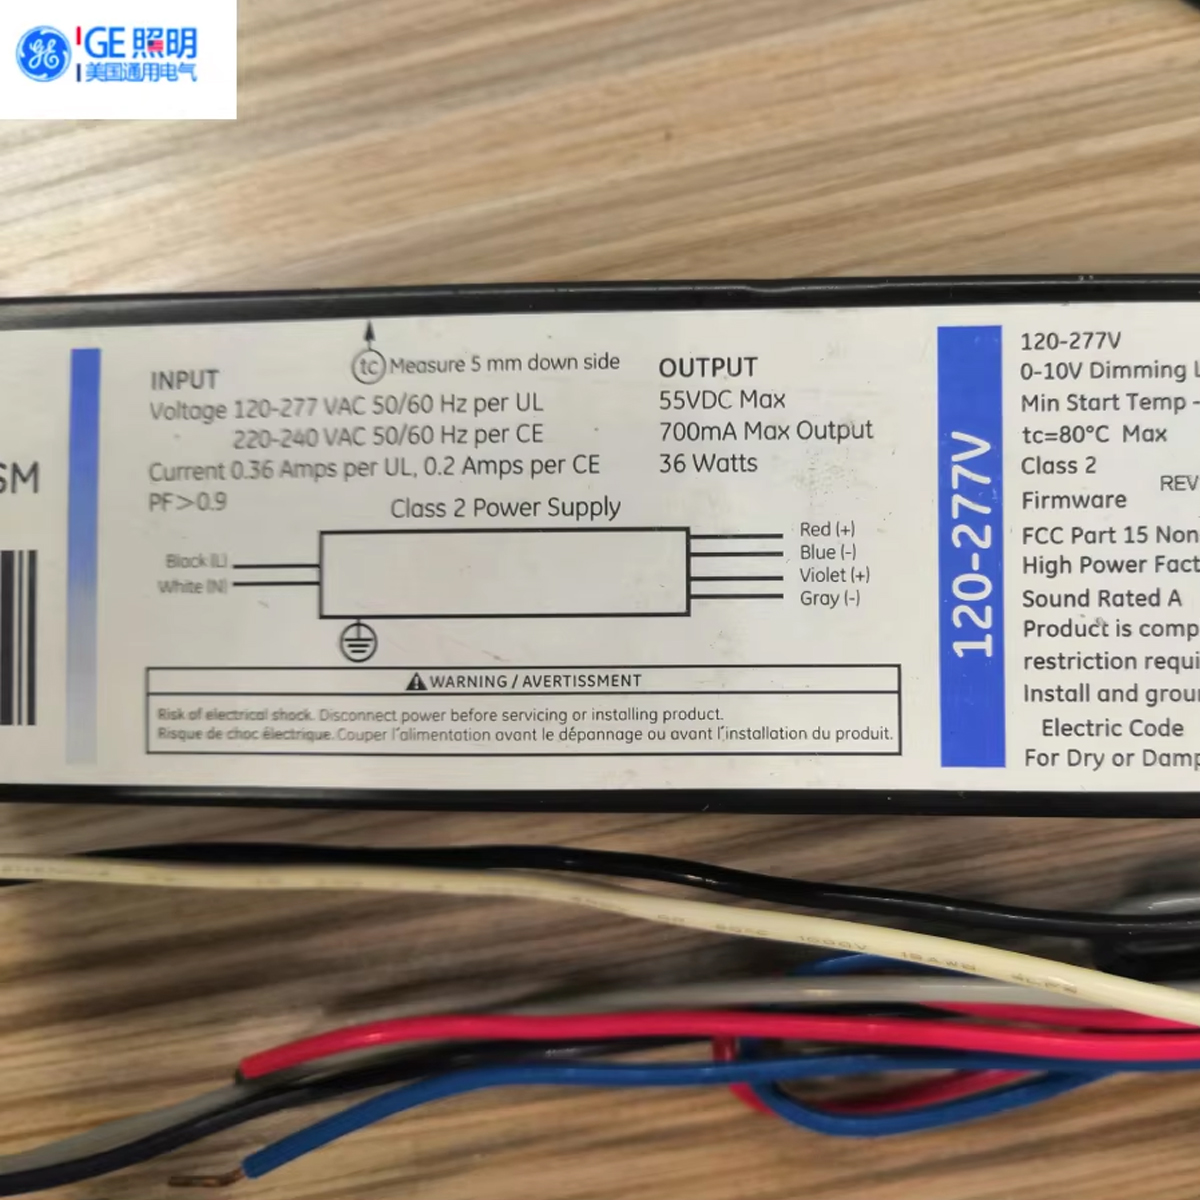 GE 照明
美国通用电气
SM
tc Measure 5 mm down side
INPUT
Voltage 120-277 VAC 50/60 Hz per UL
220-240 VAC 50/60 Hz per CE
Current 0.36 Amps per UL, 0.2 Amps per CE
PF>0.9
OUTPUT
55VDC Max
700mA Max Output
36 Watts
Class 2 Power Supply
Black (L)
White (N)
Red (+)
Blue (-)
Violet (+)
Gray (-)
WARNING / AVERTISSMENT
Risk of electrical shock. Disconnect power before servicing or installing product.
Risque de choc électrique. Couper l'alimentation avant le dépannage ou avant l'installation du produit.
120-277V
120-277V
0-10V Dimming L
Min Start Temp -
tc=80°C Max
Class 2
REV
Firmware
FCC Part 15 Non
High Power Fact
Sound Rated A
Product is comp
restriction requi
Install and grou
Electric Code
For Dry or Damp
1000V 18AWG